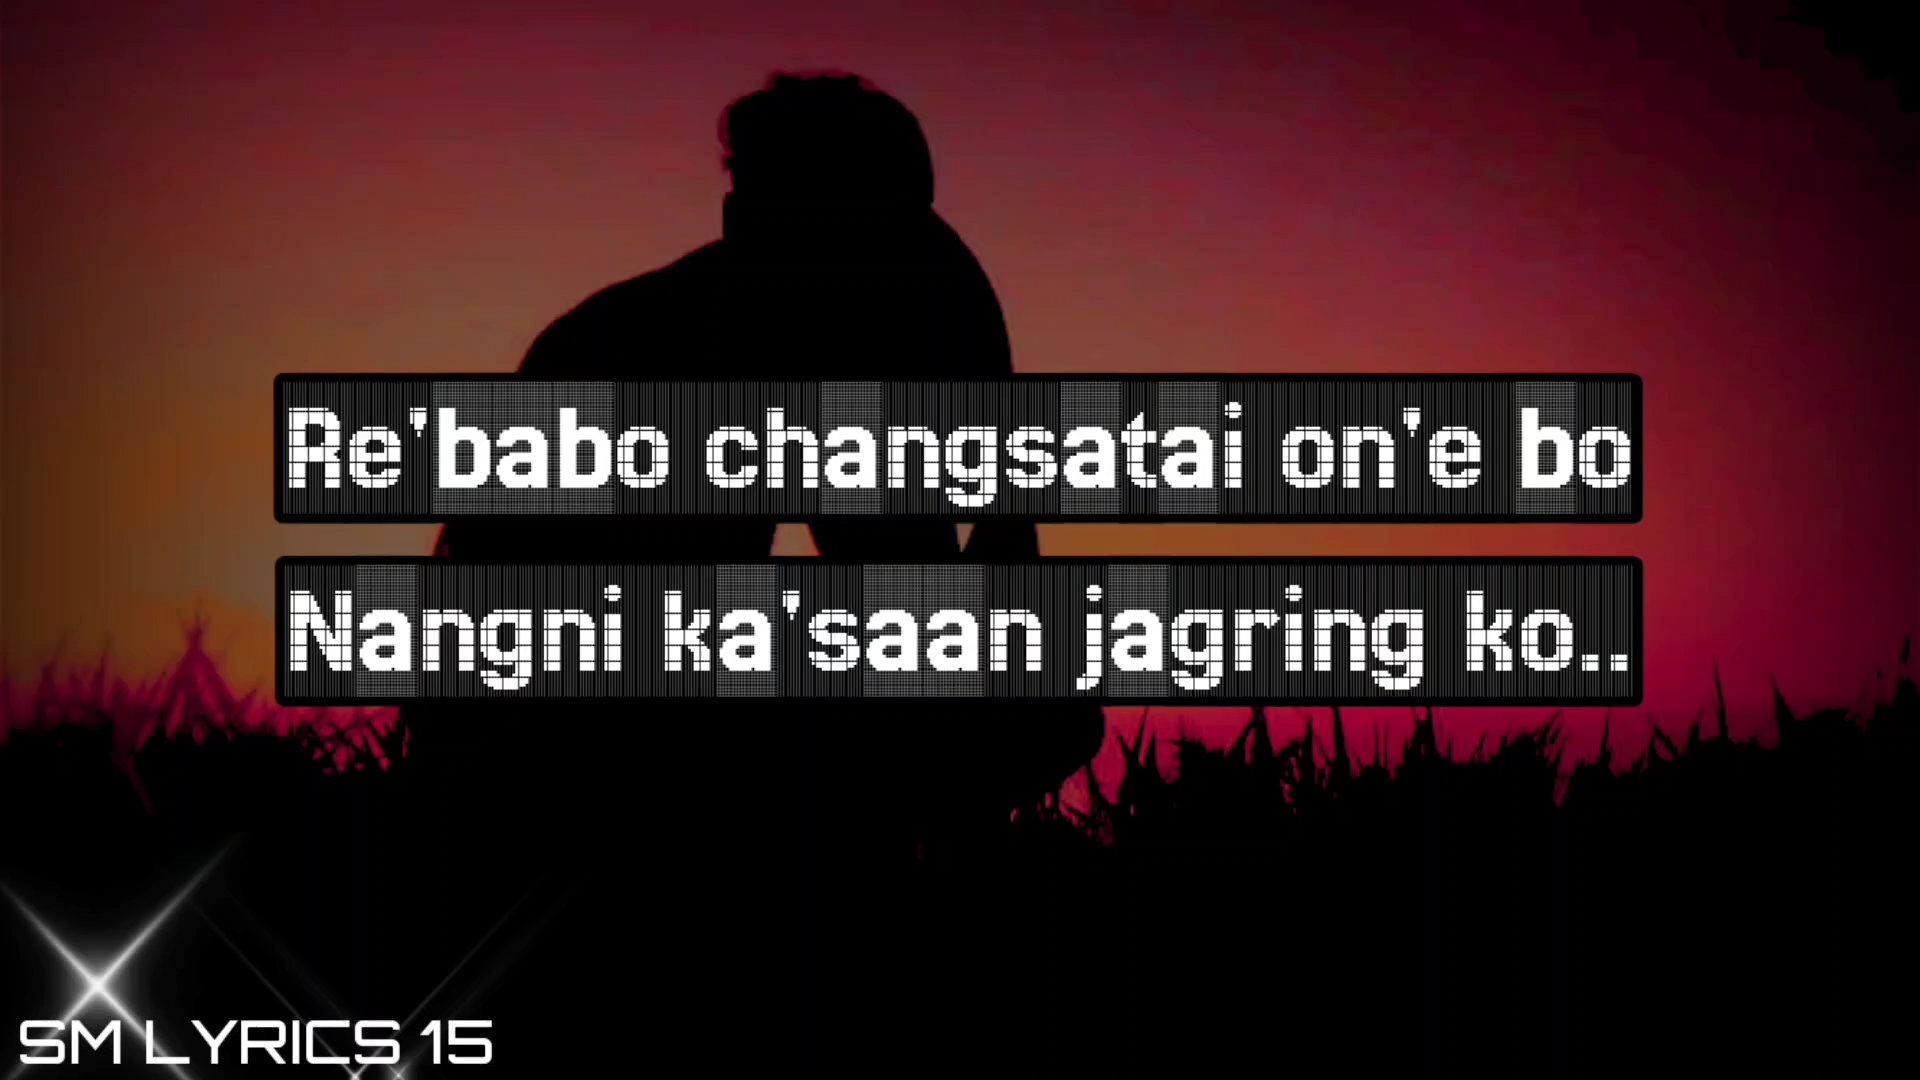 Re'babo changsatai on'e bo
Nangni ka'saan jagring ko..
SM LYRICS 15